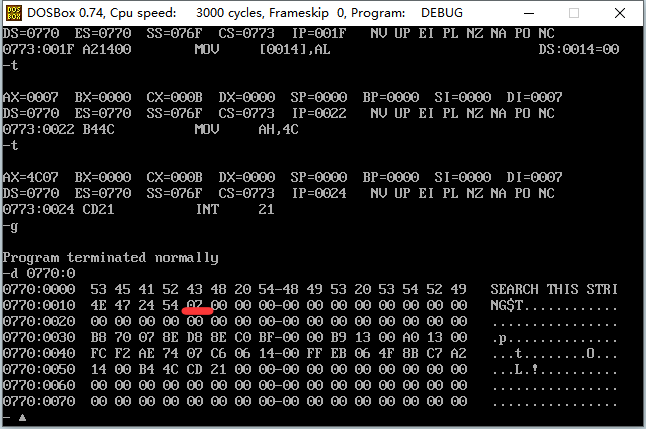 DOSBox 0.74, Cpu speed:    3000 cycles, Frameskip  0, Program:    DEBUG
DS=0770  ES=0770  SS=076F  CS=0773  IP=001F   NV UP EI PL NZ NA PO NC
0773:001F A21400        MOV     [0014],AL                          DS:0014=00
-t
AX=0007  BX=0000  CX=000B  DX=0000  SP=0000  BP=0000  SI=0000  DI=0007
DS=0770  ES=0770  SS=076F  CS=0773  IP=0022   NV UP EI PL NZ NA PO NC
0773:0022 B44C          MOV     AH,4C
-t
AX=4C07  BX=0000  CX=000B  DX=0000  SP=0000  BP=0000  SI=0000  DI=0007
DS=0770  ES=0770  SS=076F  CS=0773  IP=0024   NV UP EI PL NZ NA PO NC
0773:0024 CD21          INT     21
-g
Program terminated normally
-d 0770:0
0770:0000  53 45 41 52 43 48 20 54-48 49 53 20 53 54 52 49   SEARCH THIS STRI
0770:0010  4E 47 24 54 07 00 00 00-00 00 00 00 00 00 00 00   NG$T............
0770:0020  00 00 00 00 00 00 00 00-00 00 00 00 00 00 00 00   ................
0770:0030  B8 70 07 8E D8 8E C0 BF-00 00 B9 13 00 A0 13 00   .p..............
0770:0040  FC F2 AE 74 07 C6 06 14-00 FF EB 06 4F 8B C7 A2   ...t........O...
0770:0050  14 00 B4 4C CD 21 00 00-00 00 00 00 00 00 00 00   ...L.!..........
0770:0060  00 00 00 00 00 00 00 00-00 00 00 00 00 00 00 00   ................
0770:0070  00 00 00 00 00 00 00 00-00 00 00 00 00 00 00 00   ................
-